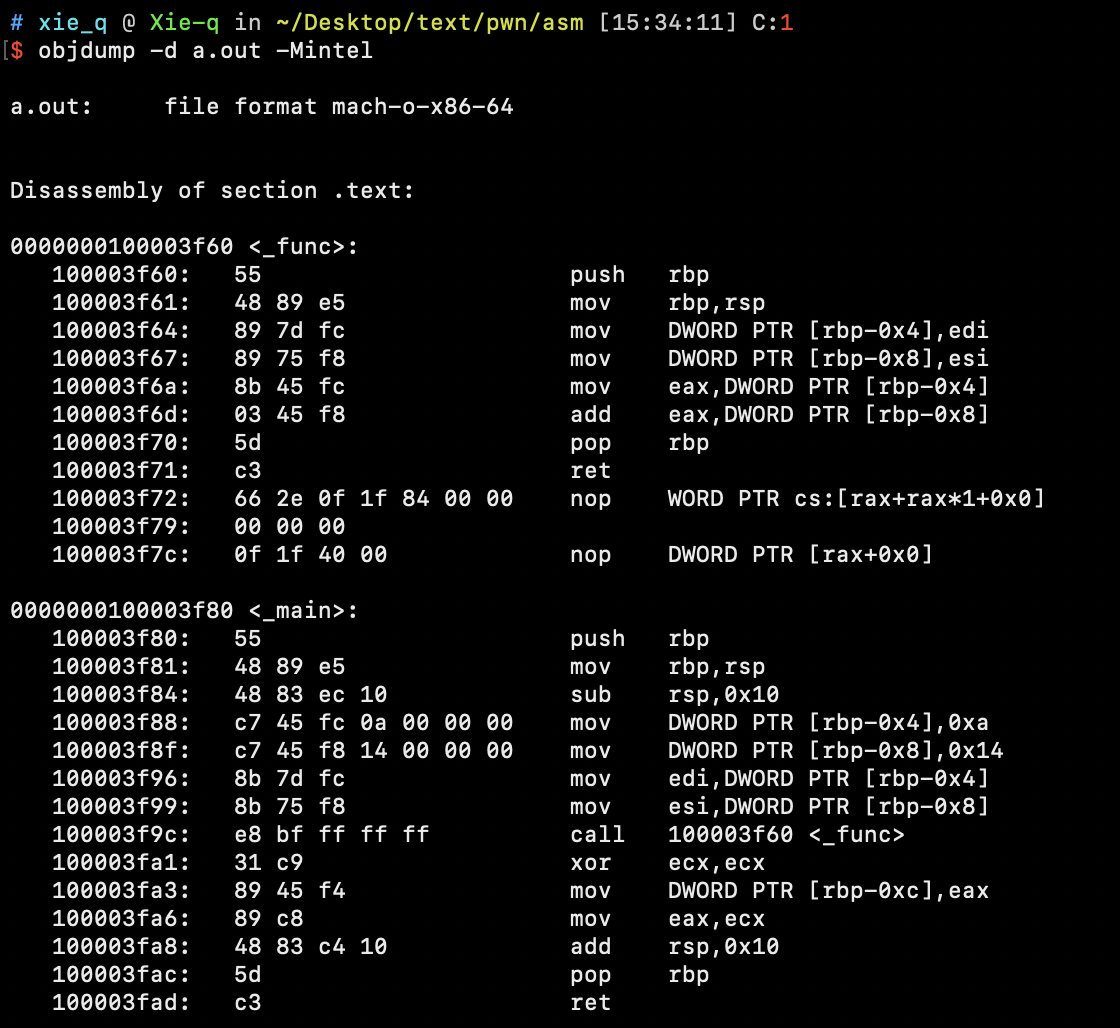 # xie_q @ Xie-q in ~/Desktop/text/pwn/asm [15:34:11] C:1
[$ objdump -d a.out -Mintel
a.out:     file format mach-o-x86-64
Disassembly of section .text:
0000000100003f60 <_func>:
   100003f60:   55                      push   rbp
   100003f61:   48 89 e5                mov    rbp,rsp
   100003f64:   89 7d fc                mov    DWORD PTR [rbp-0x4],edi
   100003f67:   89 75 f8                mov    DWORD PTR [rbp-0x8],esi
   100003f6a:   8b 45 fc                mov    eax,DWORD PTR [rbp-0x4]
   100003f6d:   03 45 f8                add    eax,DWORD PTR [rbp-0x8]
   100003f70:   5d                      pop    rbp
   100003f71:   c3                      ret
   100003f72:   66 2e 0f 1f 84 00 00    nop    WORD PTR cs:[rax+rax*1+0x0]
   100003f79:   00 00 00
   100003f7c:   0f 1f 40 00             nop    DWORD PTR [rax+0x0]
0000000100003f80 <_main>:
   100003f80:   55                      push   rbp
   100003f81:   48 89 e5                mov    rbp,rsp
   100003f84:   48 83 ec 10             sub    rsp,0x10
   100003f88:   c7 45 fc 0a 00 00 00    mov    DWORD PTR [rbp-0x4],0xa
   100003f8f:   c7 45 f8 14 00 00 00    mov    DWORD PTR [rbp-0x8],0x14
   100003f96:   8b 7d fc                mov    edi,DWORD PTR [rbp-0x4]
   100003f99:   8b 75 f8                mov    esi,DWORD PTR [rbp-0x8]
   100003f9c:   e8 bf ff ff ff          call   100003f60 <_func>
   100003fa1:   31 c9                   xor    ecx,ecx
   100003fa3:   89 45 f4                mov    DWORD PTR [rbp-0xc],eax
   100003fa6:   89 c8                   mov    eax,ecx
   100003fa8:   48 83 c4 10             add    rsp,0x10
   100003fac:   5d                      pop    rbp
   100003fad:   c3                      ret